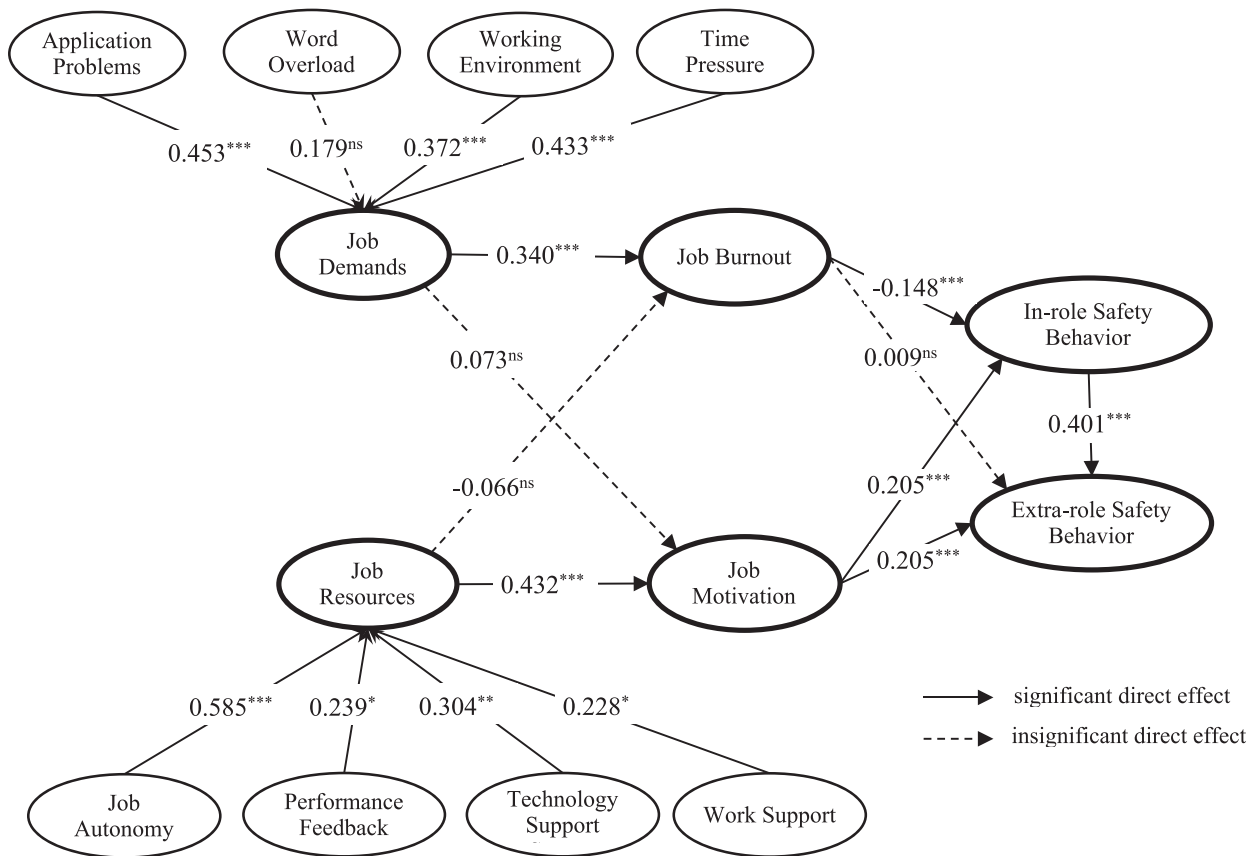 Application
Problems
Word
Overload
Working
Environment
Time
Pressure
0.453***
0.179ns
0.372***
0.433***
Job
Demands
0.340***
Job Burnout
-0.148***
In-role Safety
Behavior
0.073ns
0.009ns
0.401***
-0.066ns
0.205***
Extra-role Safety
Behavior
0.205***
Job
Resources
0.432***
Job
Motivation
0.585***
0.239*
0.304**
0.228*
significant direct effect
insignificant direct effect
Job
Autonomy
Performance
Feedback
Technology
Support
Work Support